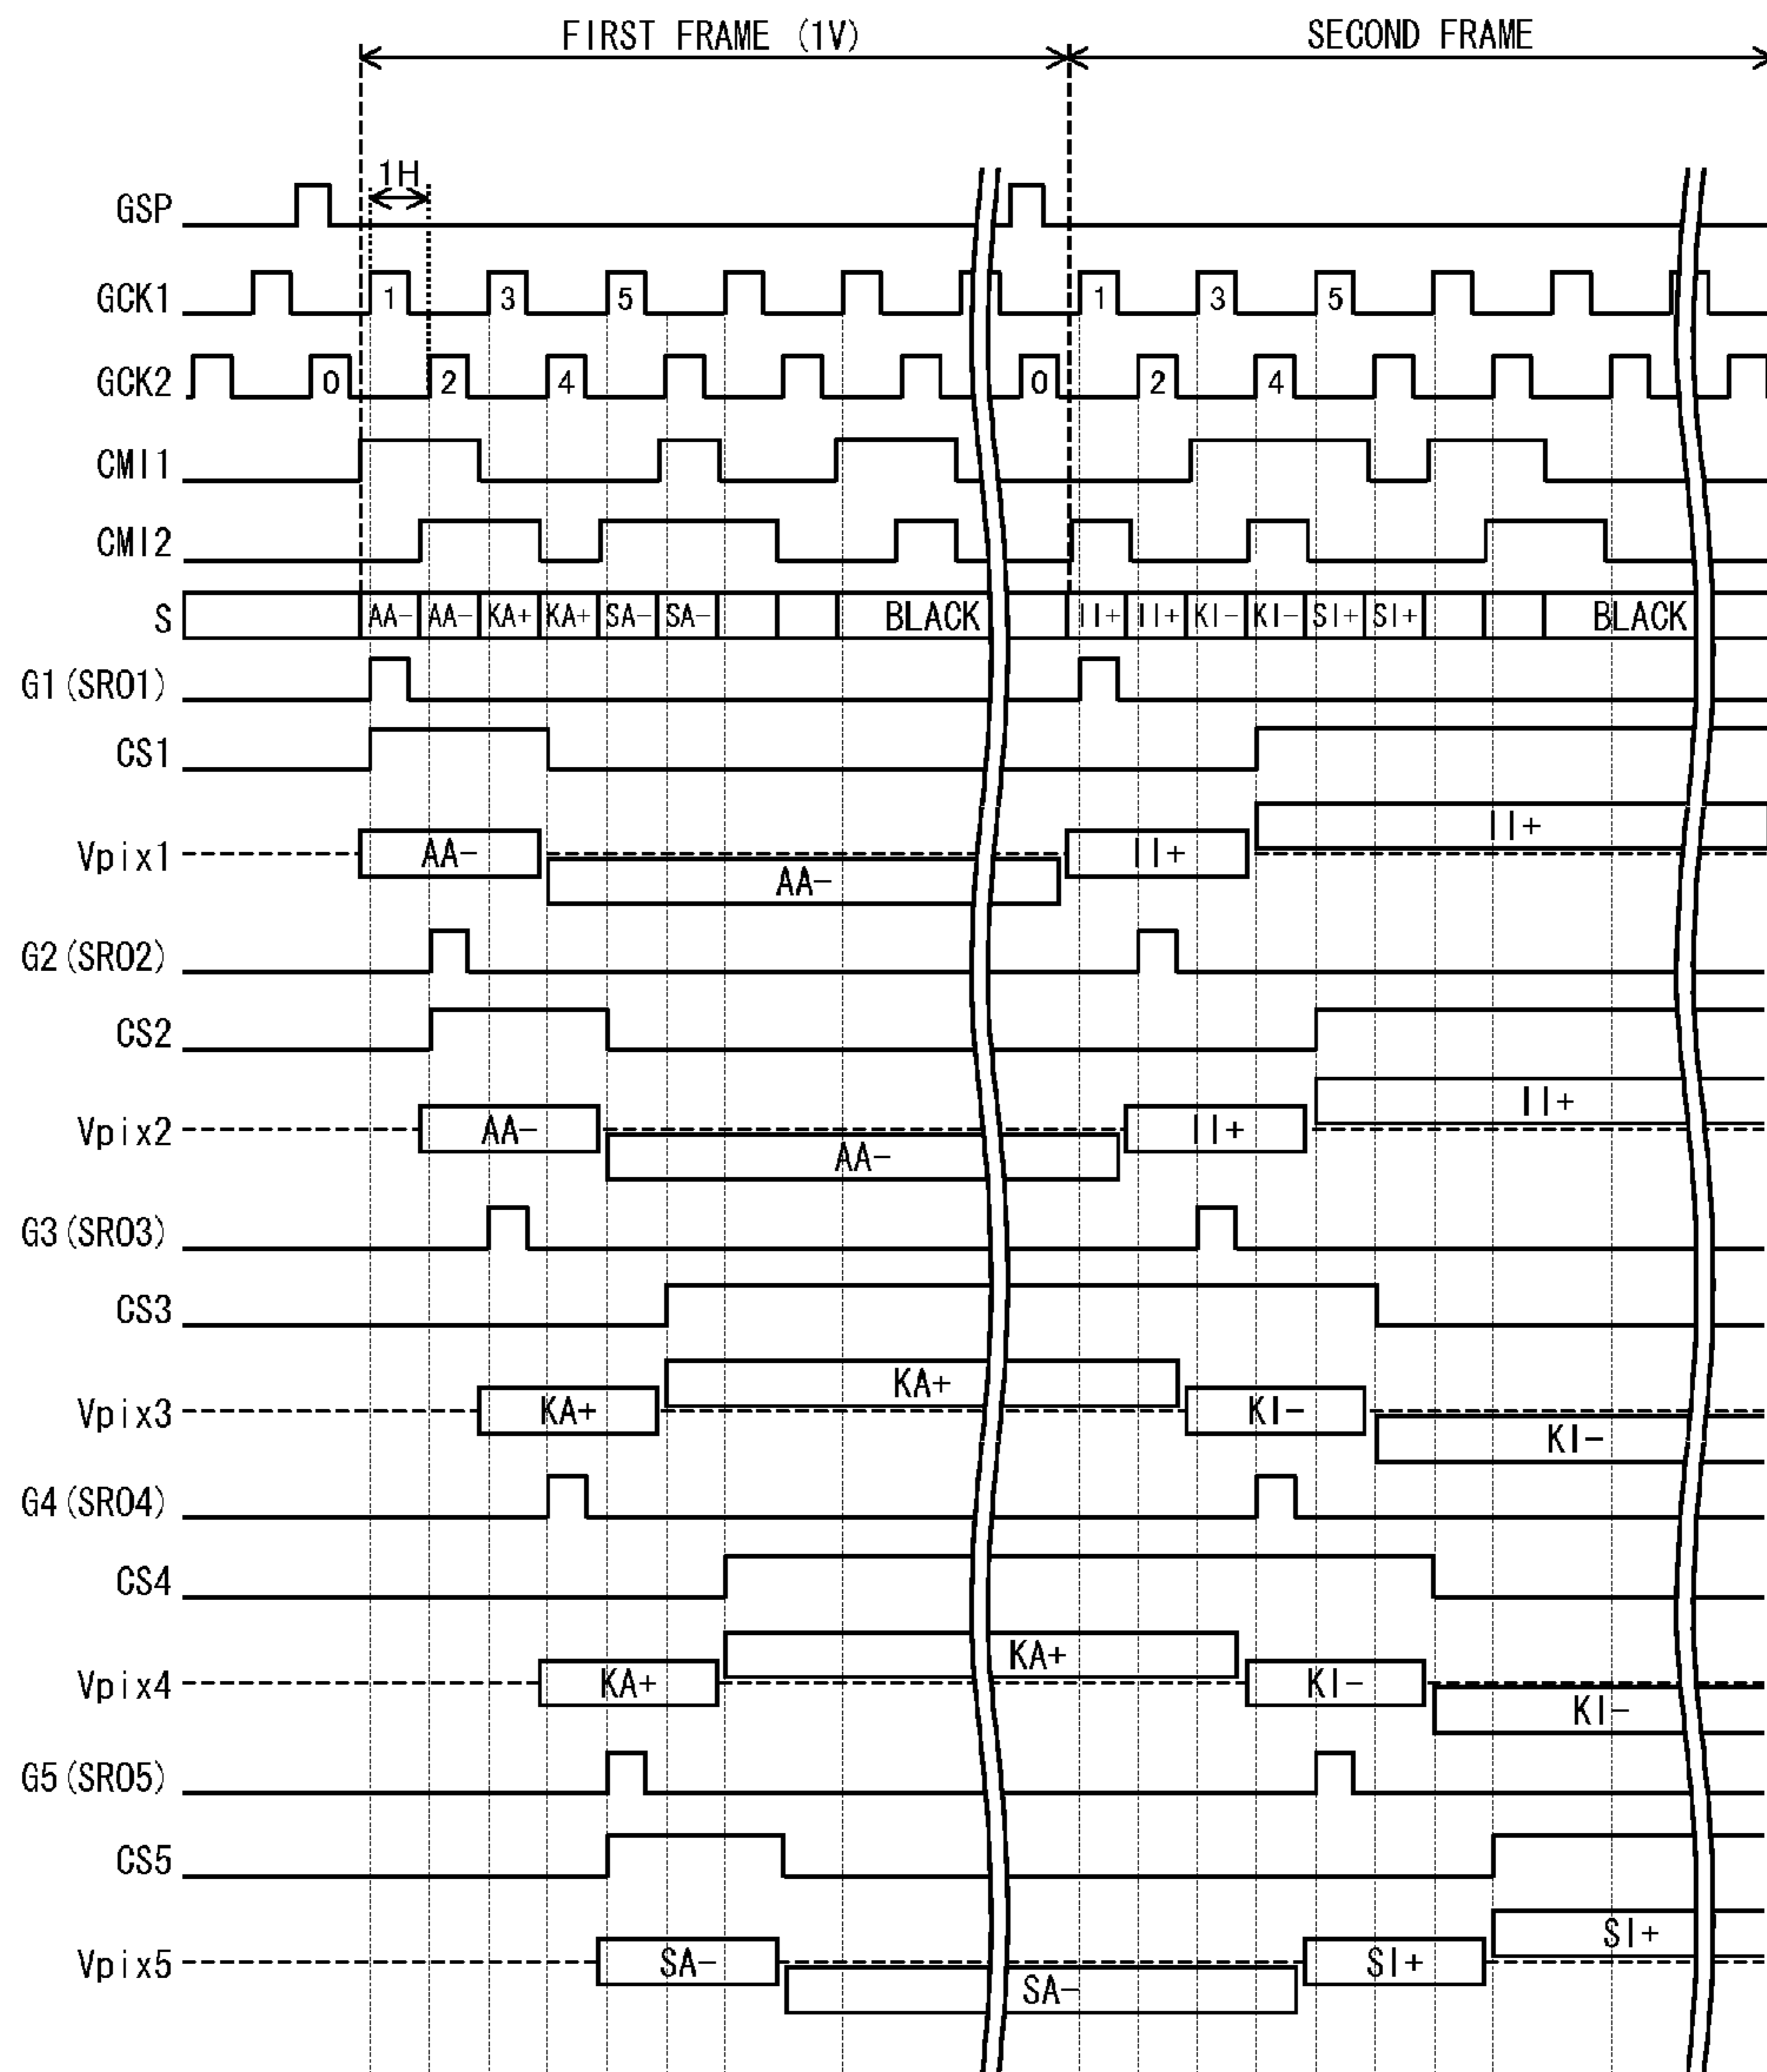 FIRST FRAME (1V) SECOND FRAME
1H
GSP
GCK1 1 3 5 1 3 5
GCK2 0 2 4 0 2 4
CMI1
CMI2
S AA- AA- KA+ KA+ SA- SA- BLACK II+ II+ KI- KI- SI+ SI+ BLACK
G1(SRO1)
CS1
Vpix1 AA- AA- II+ II+
G2(SRO2)
CS2
Vpix2 AA- AA- II+ II+
G3(SRO3)
CS3
Vpix3 KA+ KA+ KI- KI-
G4(SRO4)
CS4
Vpix4 KA+ KA+ KI- KI-
G5(SRO5)
CS5
Vpix5 SA- SA- SI+ SI+